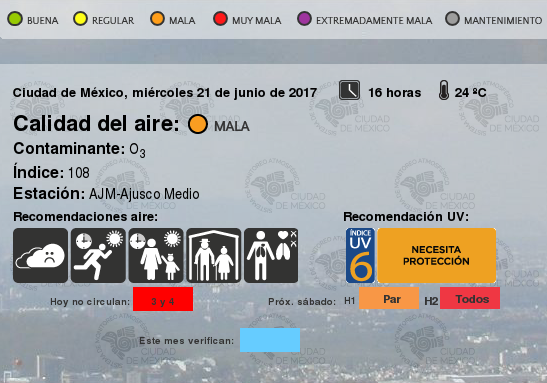 BUENA REGULAR MALA MUY MALA EXTREMADAMENTE MALA MANTENIMIENTO
Ciudad de México, miércoles 21 de junio de 2017 16 horas 24 ºC
Calidad del aire: MALA
Contaminante: O3
Índice: 108
Estación: AJM-Ajusco Medio
Recomendaciones aire: Recomendación UV:
ÍNDICE UV 6 NECESITA PROTECCIÓN
Hoy no circulan: 3 y 4 Próx. sábado: H1 Par H2 Todos
Este mes verifican: